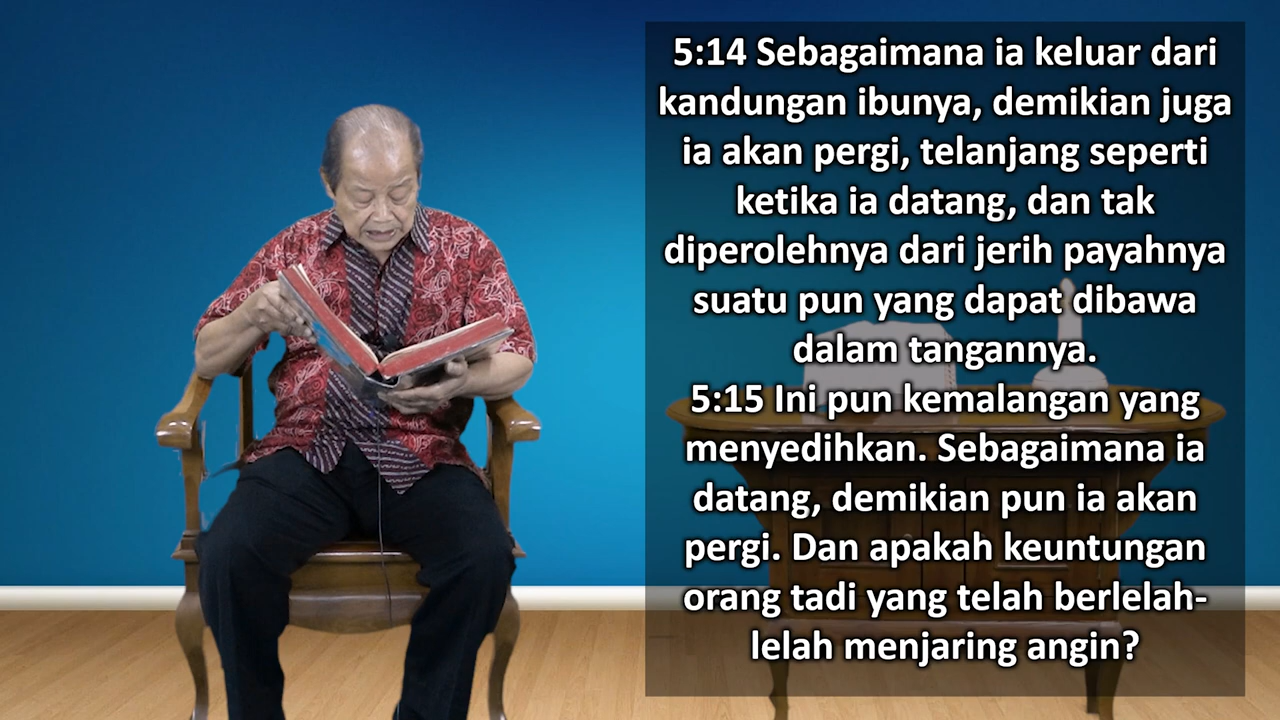 5:14 Sebagaimana ia keluar dari
kandungan ibunya, demikian juga
ia akan pergi, telanjang seperti
ketika ia datang, dan tak
diperolehnya dari jerih payahnya
suatu pun yang dapat dibawa
dalam tangannya.
5:15 Ini pun kemalangan yang
menyedihkan. Sebagaimana ia
datang, demikian pun ia akan
pergi. Dan apakah keuntungan
orang tadi yang telah berlelah-
lelah menjaring angin?